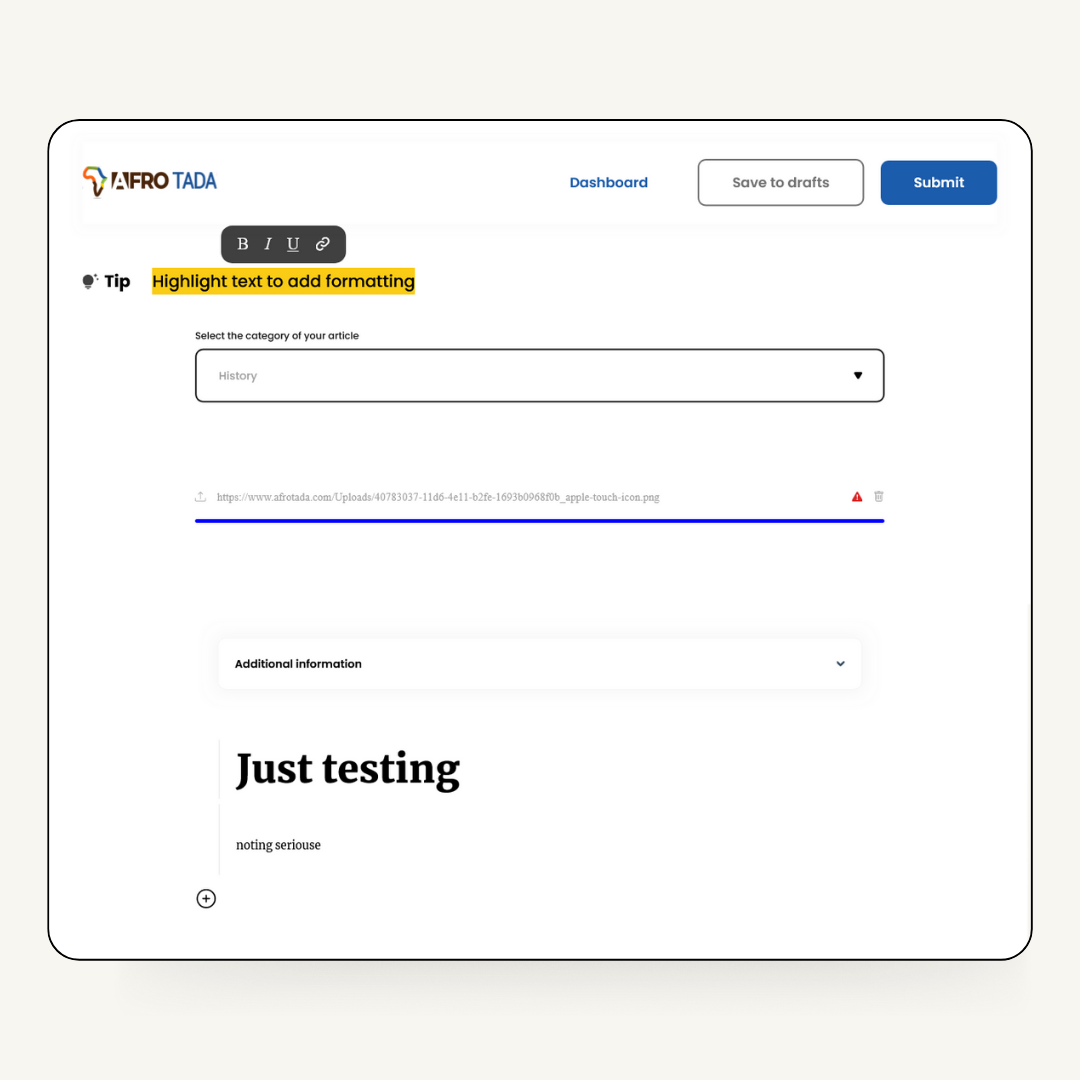 AFRO TADA
Dashboard
Save to drafts
Submit
B I U
Tip Highlight text to add formatting
Select the category of your article
History
https://www.afrotada.com/Uploads/40783037-11d6-4e11-b2fe-1693b0968f0b_apple-touch-icon.png
Additional information
Just testing
noting seriouse